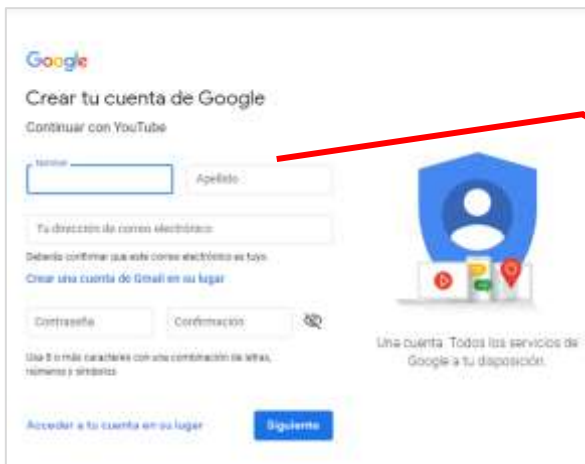 Google
Crear tu cuenta de Google
Continuar con YouTube
Nombre
Apellido
Tu dirección de correo electrónico
Deberás confirmar que este correo electrónico es tuyo.
Crear una cuenta de Gmail en su lugar
Contraseña
Confirmación
Usa 8 o más caracteres con una combinación de letras,
números y símbolos
Una cuenta. Todos los servicios de
Google a tu disposición.
Acceder a tu cuenta en su lugar
Siguiente